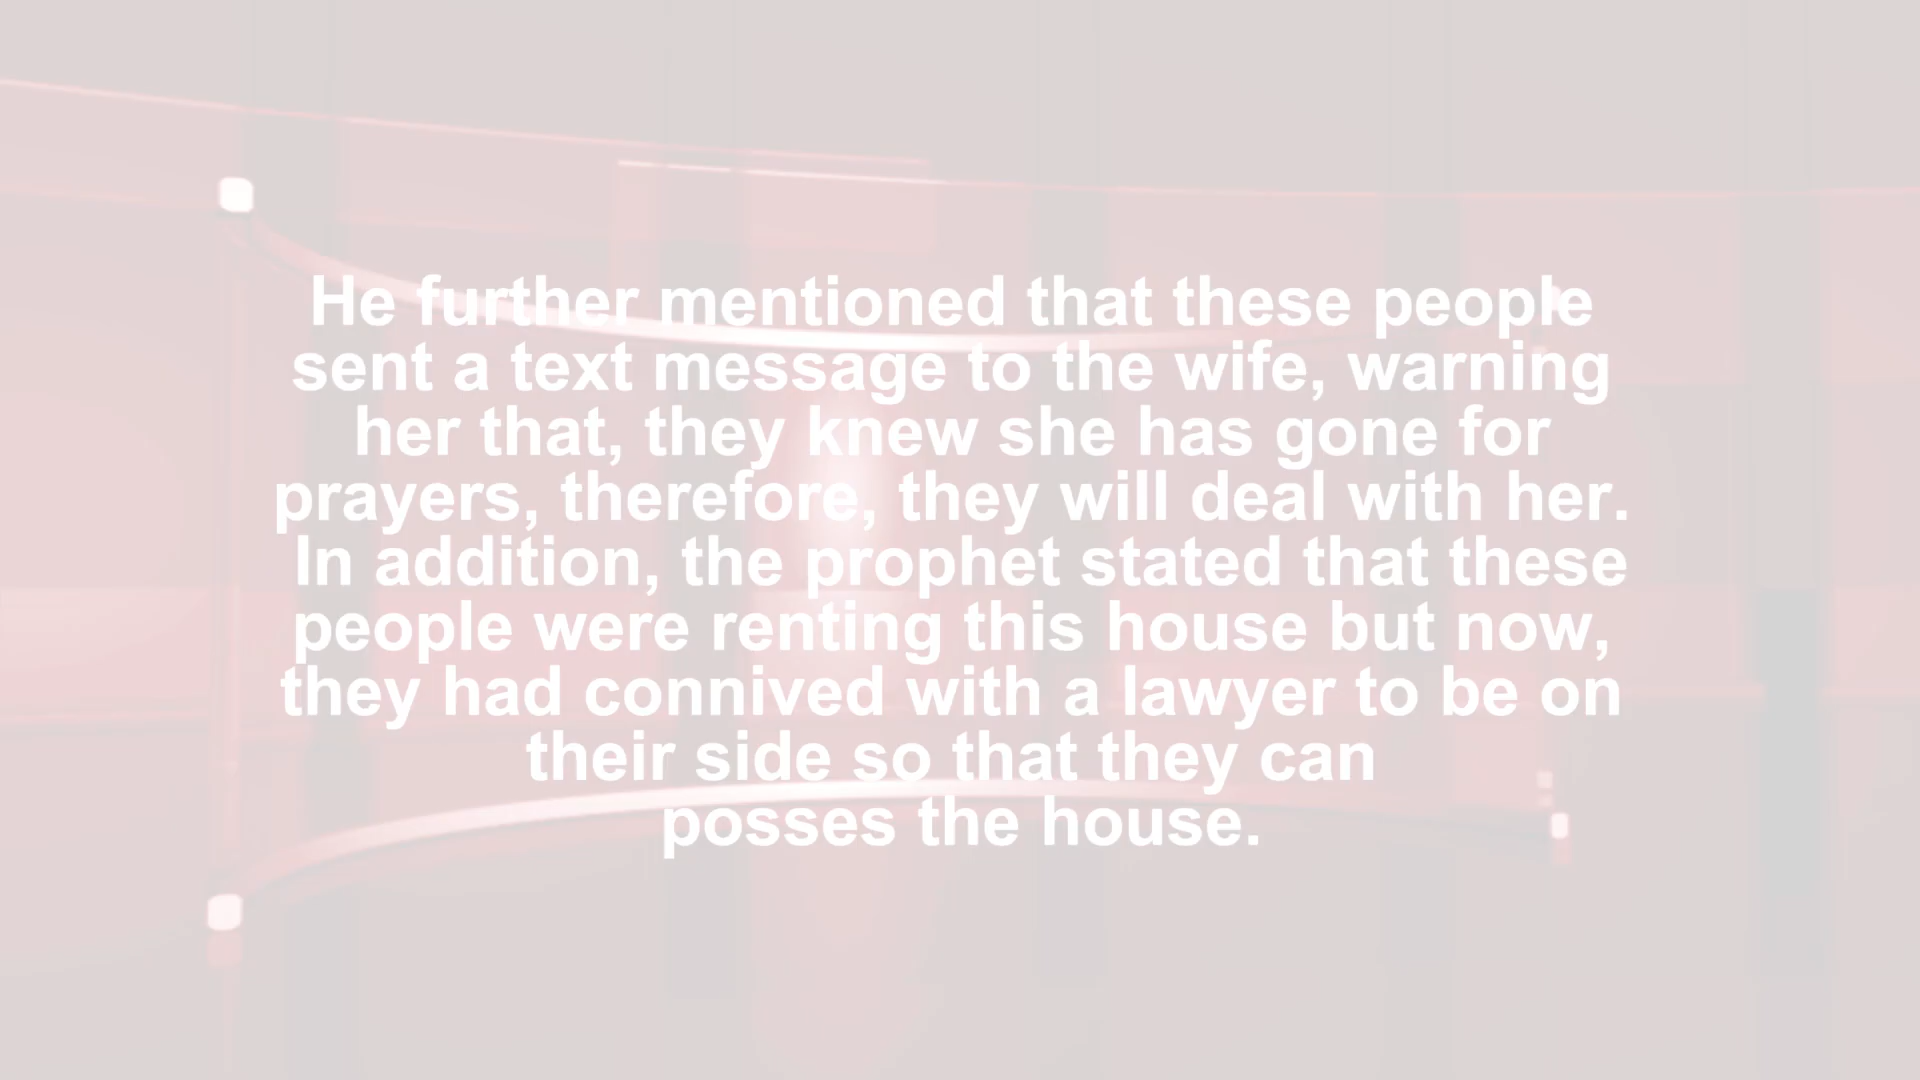 He further mentioned that these people
sent a text message to the wife, warning
her that, they knew she has gone for
prayers, therefore, they will deal with her.
In addition, the prophet stated that these
people were renting this house but now,
they had connived with a lawyer to be on
their side so that they can
posses the house.